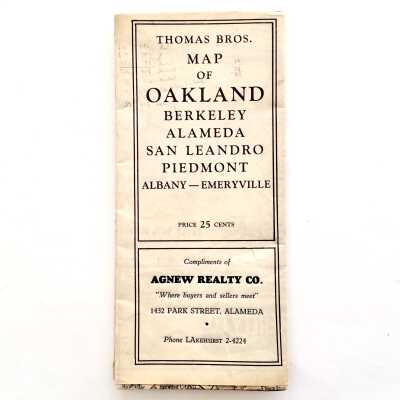 THOMAS BROS.
MAP
OF
OAKLAND
BERKELEY
ALAMEDA
SAN LEANDRO
PIEDMONT
ALBANY — EMERYVILLE
PRICE 25 CENTS
Compliments of
AGNEW REALTY CO.
"Where buyers and sellers meet"
1432 PARK STREET, ALAMEDA
•
Phone LAKEHURST 2-4224